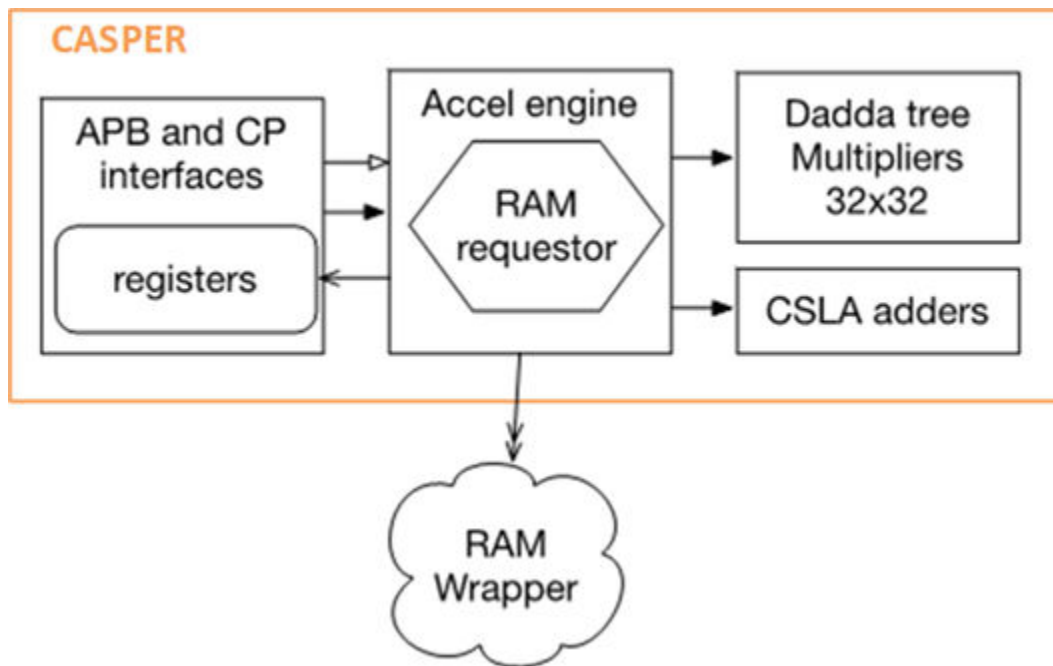 CASPER
APB and CP
interfaces
registers
Accel engine
RAM
requestor
Dadda tree
Multipliers
32x32
CSLA adders
RAM
Wrapper